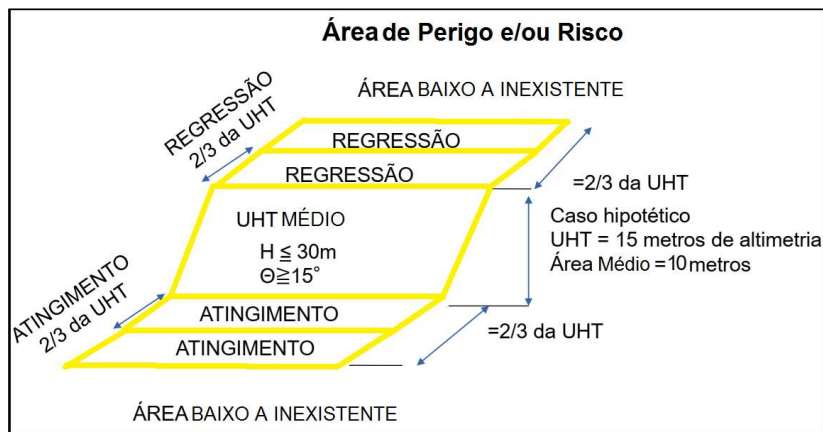 Área de Perigo e/ou Risco
ÁREA BAIXO A INEXISTENTE
REGRESSÃO
2/3 da UHT
REGRESSÃO
REGRESSÃO
=2/3 da UHT
UHT MÉDIO
H ≦ 30m
Θ≧15°
Caso hipotético
UHT = 15 metros de altimetria
Área Médio =10 metros
ATINGIMENTO
2/3 da UHT
ATINGIMENTO
ATINGIMENTO
=2/3 da UHT
ÁREA BAIXO A INEXISTENTE